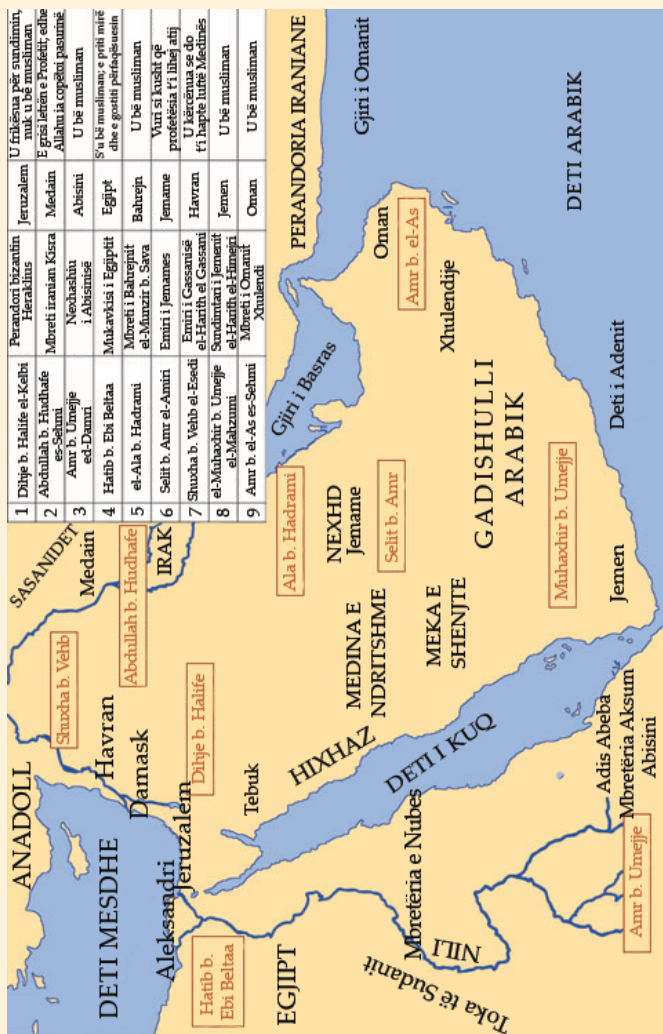 ANADOLL
DETI MESDHE
Aleksandri
Jeruzalem
Havran
Damask
Shuxha b. Vehb
Dihje b. Halife
Hatib b.
Ebi Beltaa
EGJIPT
Tebuk
SASANIDET
Medain
Abdullah b. Hudhafe
IRAK
1 Dihje b. Halife el-Kelbi
Perandori bizantin
Heraklius
Jeruzalem
U frikësua për sundimin,
nuk u bë musliman
2 Abdullah b. Hudhafe
es-Sehmi
Mbreti iranian Kisra
Medain
E grisi letrën e Profetit; edhe
Allahu ia copëtoi pasurinë
3 Amr b. Umejje
ed-Damri
Nexhashiu
i Abisinisë
Abisini
U bë musliman
4 Hatib b. Ebi Beltaa
Mukavkisi i Egjiptit
Egjipt
S'u bë musliman; e priti mirë
dhe e gostiti përfaqësuesin
5 el-Ala b. Hadrami
Mbreti i Bahrejnit
el-Munzir b. Sava
Bahrejn
U bë musliman
6 Selit b. Amr el-Amiri
Emiri i Jemames
Jemame
Vuri si kusht që
profetësia t'i lihej atij
7 Shuxha b. Vehb el-Esedi
Emiri i Gassanisë
el-Harith el Gassani
Havran
U kërcënua se do
t'i hapte luftë Medinës
8 el-Muhaxhir b. Umejje
el-Mahzumi
Sundimtari i Jemenit
el-Harith el-Himejri
Jemen
U bë musliman
9 Amr b. el-As es-Sehmi
Mbreti i Omanit
Xhulendi
Oman
U bë musliman
HIXHAZ
DETI I KUQ
MEDINA E
NDRITSHME
MEKA E
SHENJTE
Ala b. Hadrami
NEXHD
Jemame
Selit b. Amr
Gjiri i Basras
PERANDORIA IRANIANE
Gjiri i Omanit
Oman
Amr b. el-As
Xhulendije
GADISHULLI
ARABIK
DETI ARABIK
Mbretëria e Nubes
NILI
Toka të Sudanit
Muhaxhir b. Umejje
Jemen
Deti i Adenit
Adis Abeba
Mbretëria Aksum
Abisini
Amr b. Umejje